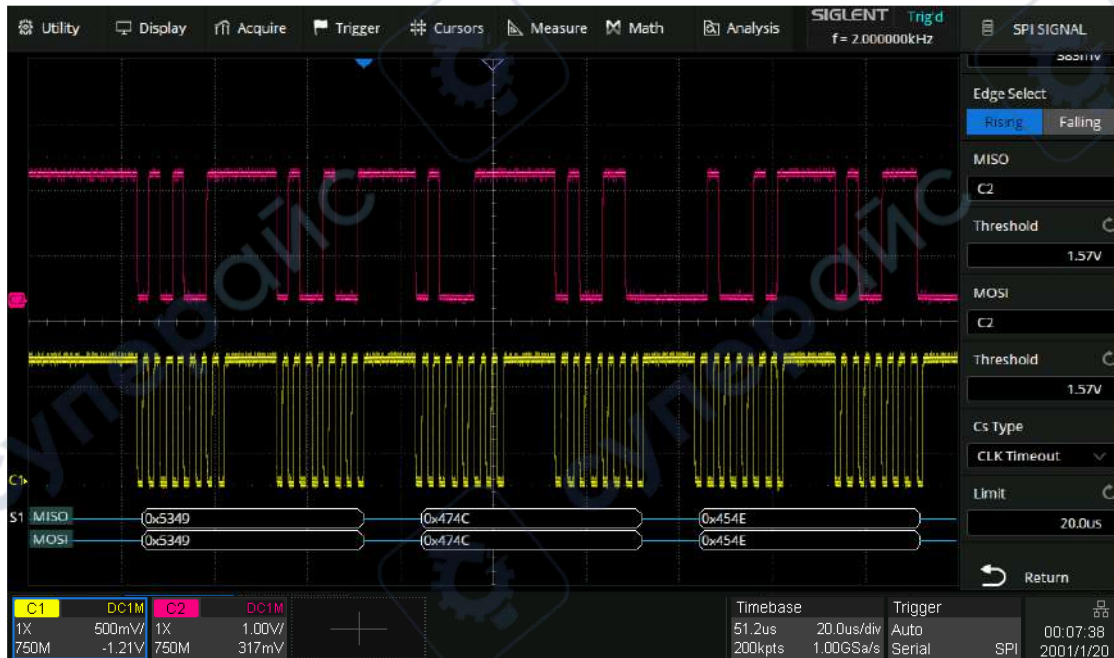 Utility Display Acquire Trigger Cursors Measure Math Analysis
SIGLENT Trig'd
f = 2.000000kHz
SPI SIGNAL
Edge Select
Rising Falling
MISO
C2
Threshold
1.57V
MOSI
C2
Threshold
1.57V
Cs Type
CLK Timeout
Limit
20.0us
Return
C1
S1 MISO 0x5349 0x474C 0x454E
MOSI 0x5349 0x474C 0x454E
C1 DC1M C2 DC1M
1X 500mV/ 1X 1.00V/
750M -1.21V 750M 317mV
Timebase Trigger
51.2us 20.0us/div Auto
200kpts 1.00GSa/s Serial SPI
00:07:38
2001/1/20
суперайс
суперайс